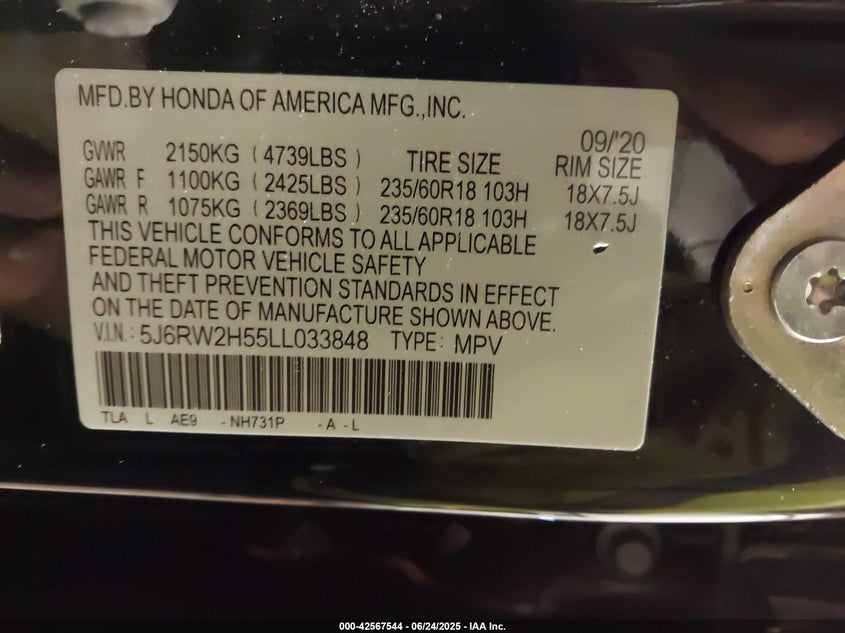 MFD.BY HONDA OF AMERICA MFG.,INC.
09/'20
GVWR 2150KG ( 4739LBS ) TIRE SIZE RIM SIZE
GAWR F 1100KG ( 2425LBS ) 235/60R18 103H 18X7.5J
GAWR R 1075KG ( 2369LBS ) 235/60R18 103H 18X7.5J
THIS VEHICLE CONFORMS TO ALL APPLICABLE
FEDERAL MOTOR VEHICLE SAFETY
AND THEFT PREVENTION STANDARDS IN EFFECT
ON THE DATE OF MANUFACTURE SHOWN ABOVE.
V.I.N.: 5J6RW2H55LL033848 TYPE: MPV
TLA L AE9 -NH731P -A-L
000-42567544 - 06/24/2025 - IAA Inc.